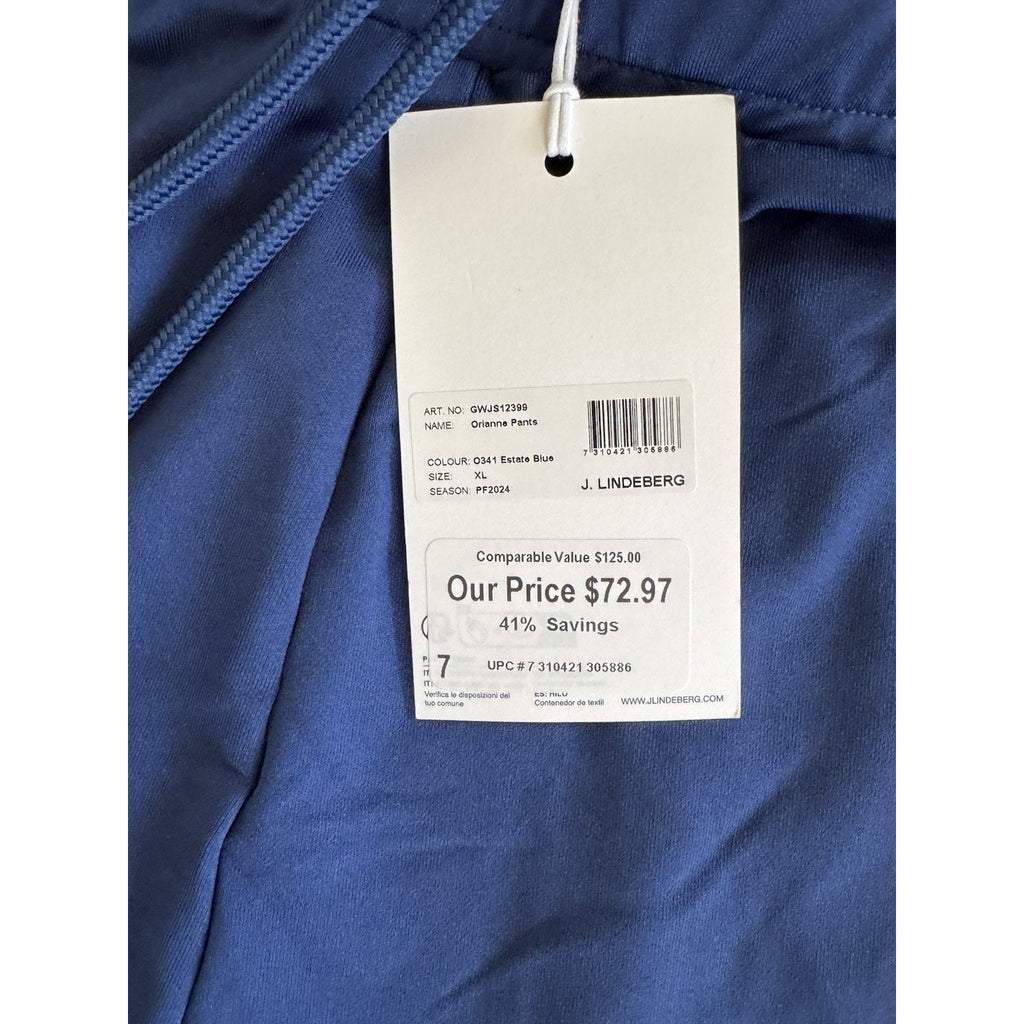 ART. NO: GWJS12399
NAME: Orianne Pants
7 310421 305886
COLOUR: O341 Estate Blue
SIZE: XL
SEASON: PF2024
J. LINDEBERG
Comparable Value $125.00
Our Price $72.97
41% Savings
7 UPC # 7 310421 305886
Verifica le disposizioni del
tuo comune
ES: HILO
Contenedor de textil
WWW.JLINDEBERG.COM